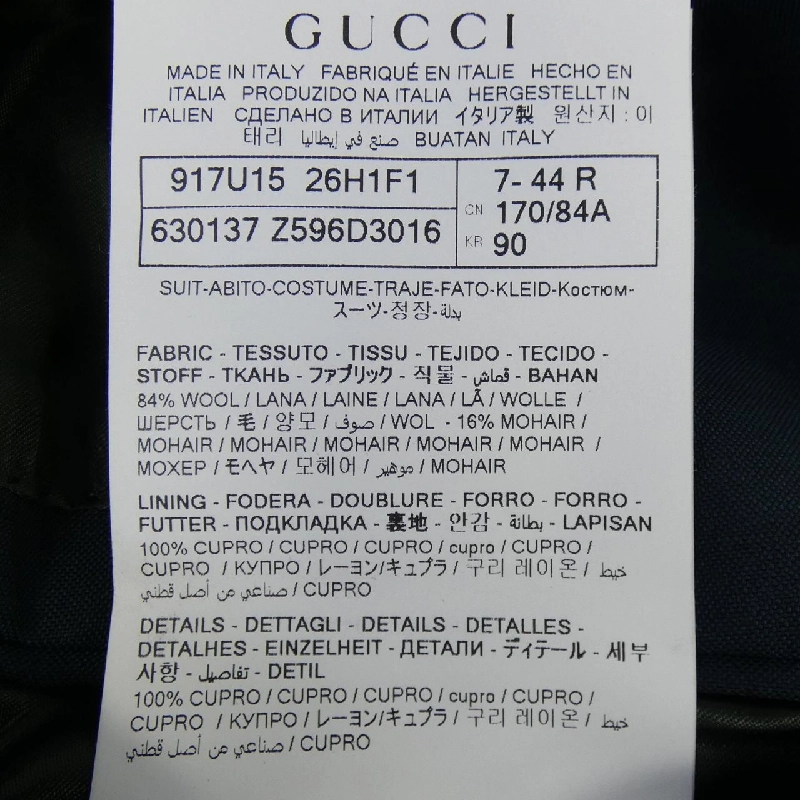 GUCCI
MADE IN ITALY FABRIQUÉ EN ITALIE HECHO EN
ITALIA PRODUZIDO NA ITALIA HERGESTELLT IN
ITALIEN СДЕЛАНО В ИТАЛИИ イタリア製 원산지 : 이
태리 صنع في إيطاليا BUATAN ITALY
917U15 26H1F1
7- 44 R
630137 Z596D3016
CN 170/84A
KR 90
SUIT-ABITO-COSTUME-TRAJE-FATO-KLEID-Костюм-
スーツ-정장-بدلة
FABRIC - TESSUTO - TISSU - TEJIDO - TECIDO -
STOFF - ТКАНЬ - ファブリック - 직물 - قماش - BAHAN
84% WOOL / LANA / LAINE / LANA / LÃ / WOLLE /
ШЕРСТЬ / 毛 / 양모 / صوف / WOL - 16% MOHAIR /
MOHAIR / MOHAIR / MOHAIR / MOHAIR / MOHAIR /
МОХЕР / モヘヤ / 모헤어 / موهير / MOHAIR
LINING - FODERA - DOUBLURE - FORRO - FORRO -
FUTTER - ПОДКЛАДКА - 裏地 - 안감 - بطانة - LAPISAN
100% CUPRO / CUPRO / CUPRO / cupro / CUPRO /
CUPRO / КУПРО / レーヨン/キュプラ / 구리 레이온 / خيط
صناعي من أصل قطني / CUPRO
DETAILS - DETTAGLI - DETAILS - DETALLES -
DETALHES - EINZELHEIT - ДЕТАЛИ - ディテール - 세부
사항 - تفاصيل - DETIL
100% CUPRO / CUPRO / CUPRO / cupro / CUPRO /
CUPRO / КУПРО / レーヨン/キュプラ / 구리 레이온 / خيط
صناعي من أصل قطني / CUPRO